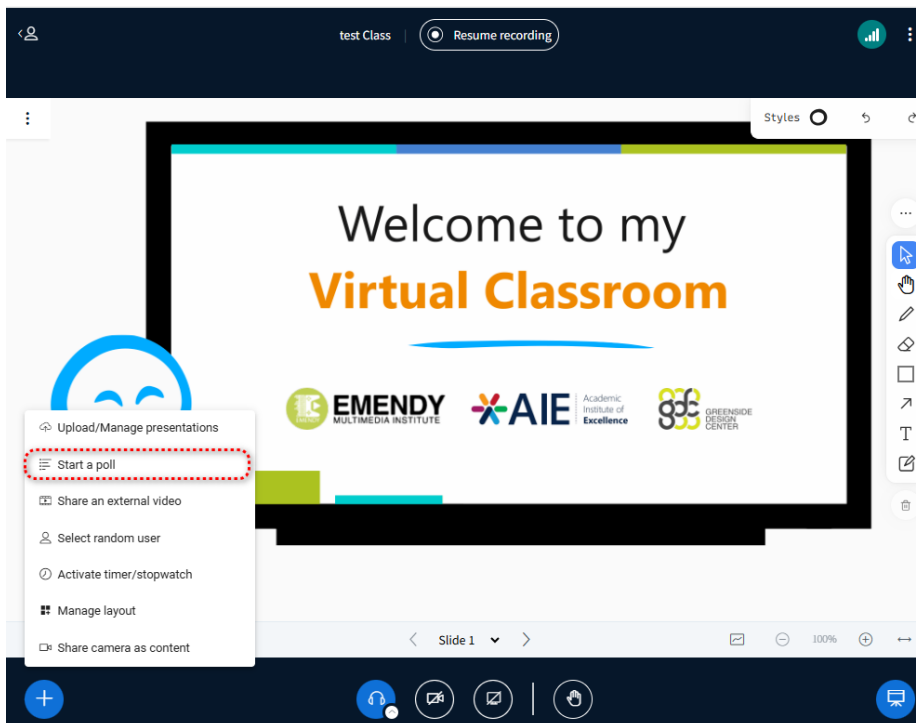 test Class
Resume recording
Styles
Welcome to my
Virtual Classroom
EMENDY
MULTIMEDIA INSTITUTE
AIE
Academic
Institute of
Excellence
gdc
GREENSIDE
DESIGN
CENTER
Upload/Manage presentations
Start a poll
Share an external video
Select random user
Activate timer/stopwatch
Manage layout
Share camera as content
Slide 1
100%
T